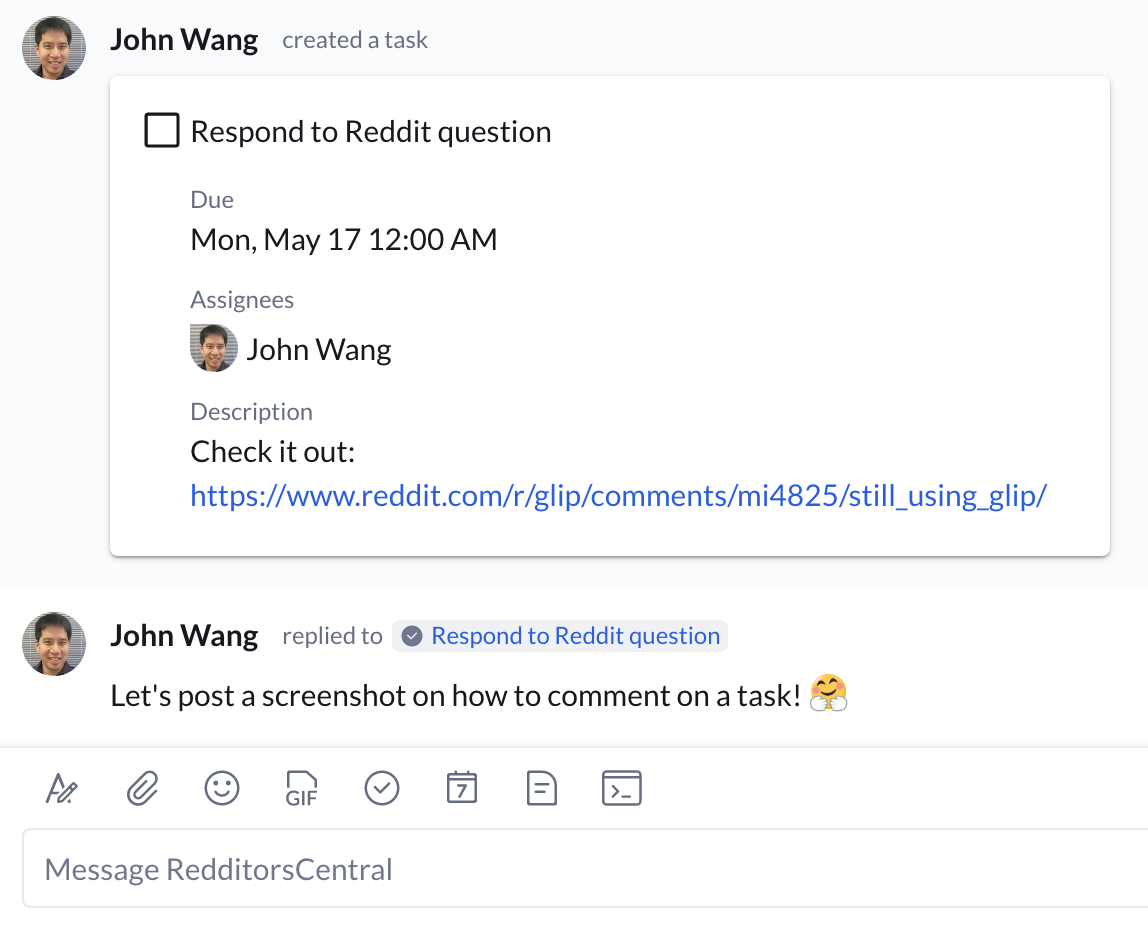 John Wang created a task
Respond to Reddit question
Due
Mon, May 17 12:00 AM
Assignees
John Wang
Description
Check it out:
https://www.reddit.com/r/glip/comments/mi4825/still_using_glip/
John Wang replied to Respond to Reddit question
Let's post a screenshot on how to comment on a task! 🤗
GIF 7
Message RedditorsCentral